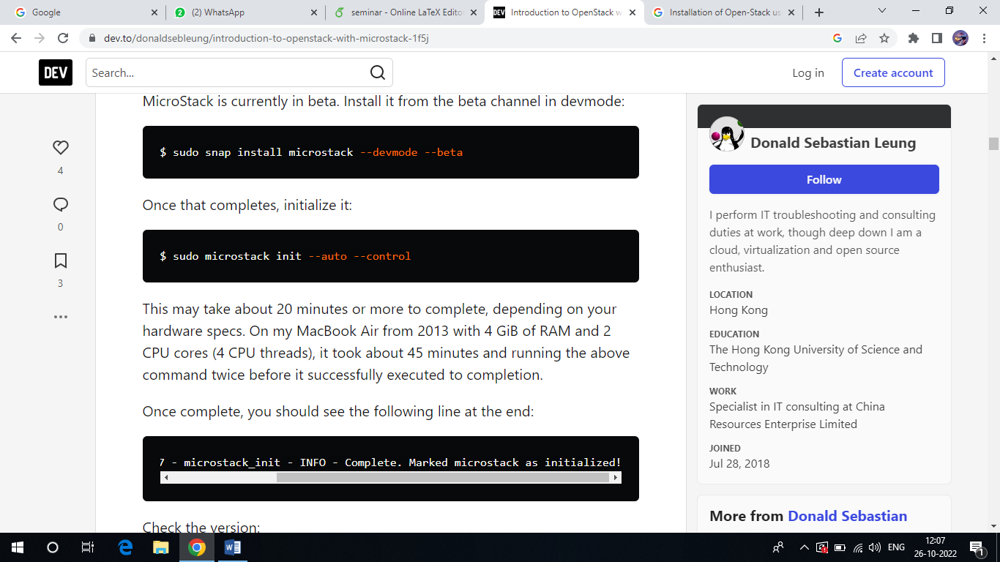 Google
2
(2) WhatsApp
seminar - Online LaTeX Edito
DEV
Introduction to OpenStack w
Installation of Open-Stack us
dev.to/donaldsebleung/introduction-to-openstack-with-microstack-1f5j
DEV
Search...
Log in
Create account
4
0
3
MicroStack is currently in beta. Install it from the beta channel in devmode:
$ sudo snap install microstack --devmode --beta
Once that completes, initialize it:
$ sudo microstack init --auto --control
This may take about 20 minutes or more to complete, depending on your
hardware specs. On my MacBook Air from 2013 with 4 GiB of RAM and 2
CPU cores (4 CPU threads), it took about 45 minutes and running the above
command twice before it successfully executed to completion.
Once complete, you should see the following line at the end:
7 - microstack_init - INFO - Complete. Marked microstack as initialized!
Check the version:
Donald Sebastian Leung
Follow
I perform IT troubleshooting and consulting
duties at work, though deep down I am a
cloud, virtualization and open source
enthusiast.
LOCATION
Hong Kong
EDUCATION
The Hong Kong University of Science and
Technology
WORK
Specialist in IT consulting at China
Resources Enterprise Limited
JOINED
Jul 28, 2018
More from Donald Sebastian
ENG
12:07
26-10-2022
1